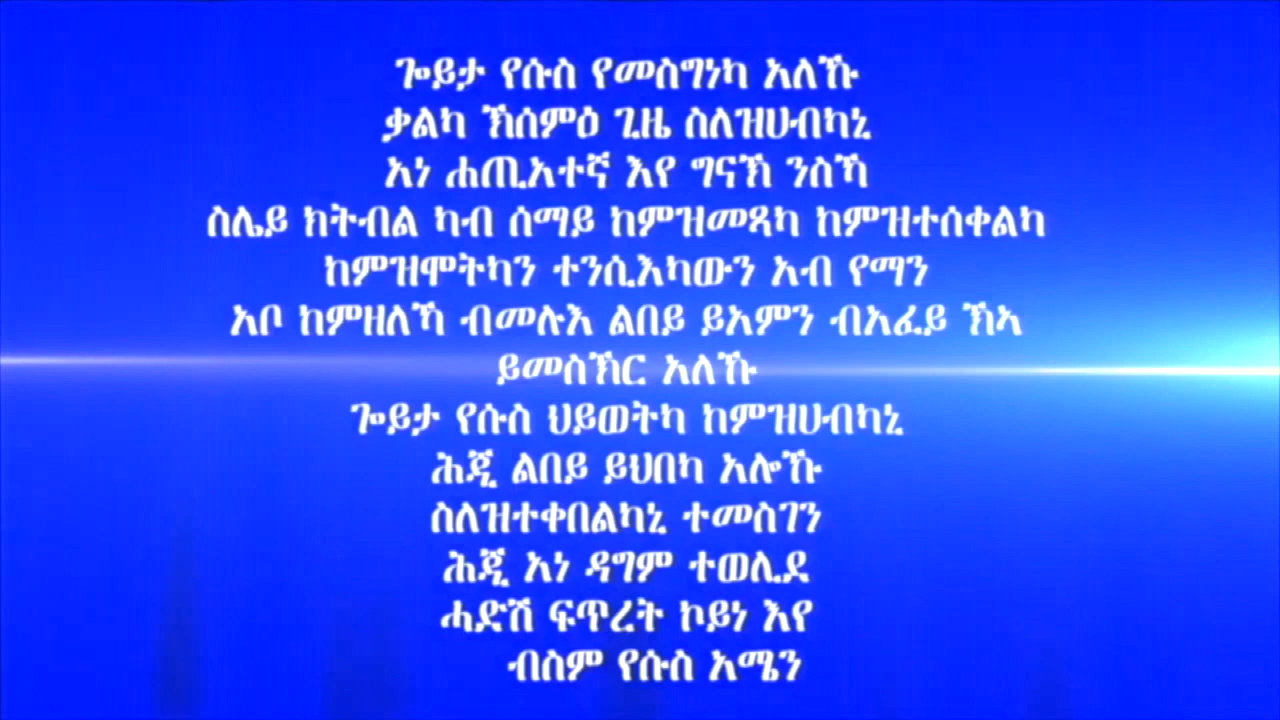 ጐይታ የሱስ የመስግነካ አለኹ
ቃልካ ኽሰምዕ ጊዜ ስለዝሀብካኒ
አነ ሐጢአተኛ እየ ግናኽ ንስኻ
ስሌይ ክትብል ካብ ሰማይ ከምዝመጻካ ከምዝተሰቀልካ
ከምዝሞትካን ተንሲእካውን አብ የማን
አቦ ከምዘለኻ ብመሉእ ልበይ ይአምን ብአፈይ ኽኣ
ይመስኽር አለኹ
ጐይታ የሱስ ህይወትካ ከምዝሀብካኒ
ሕጂ ልበይ ይህበካ አሎኹ
ስለዝተቀበልካኒ ተመስገን
ሕጂ አነ ዳግም ተወሊደ
ሓድሽ ፍጥረት ኮይነ እየ
ብስም የሱስ አሜን